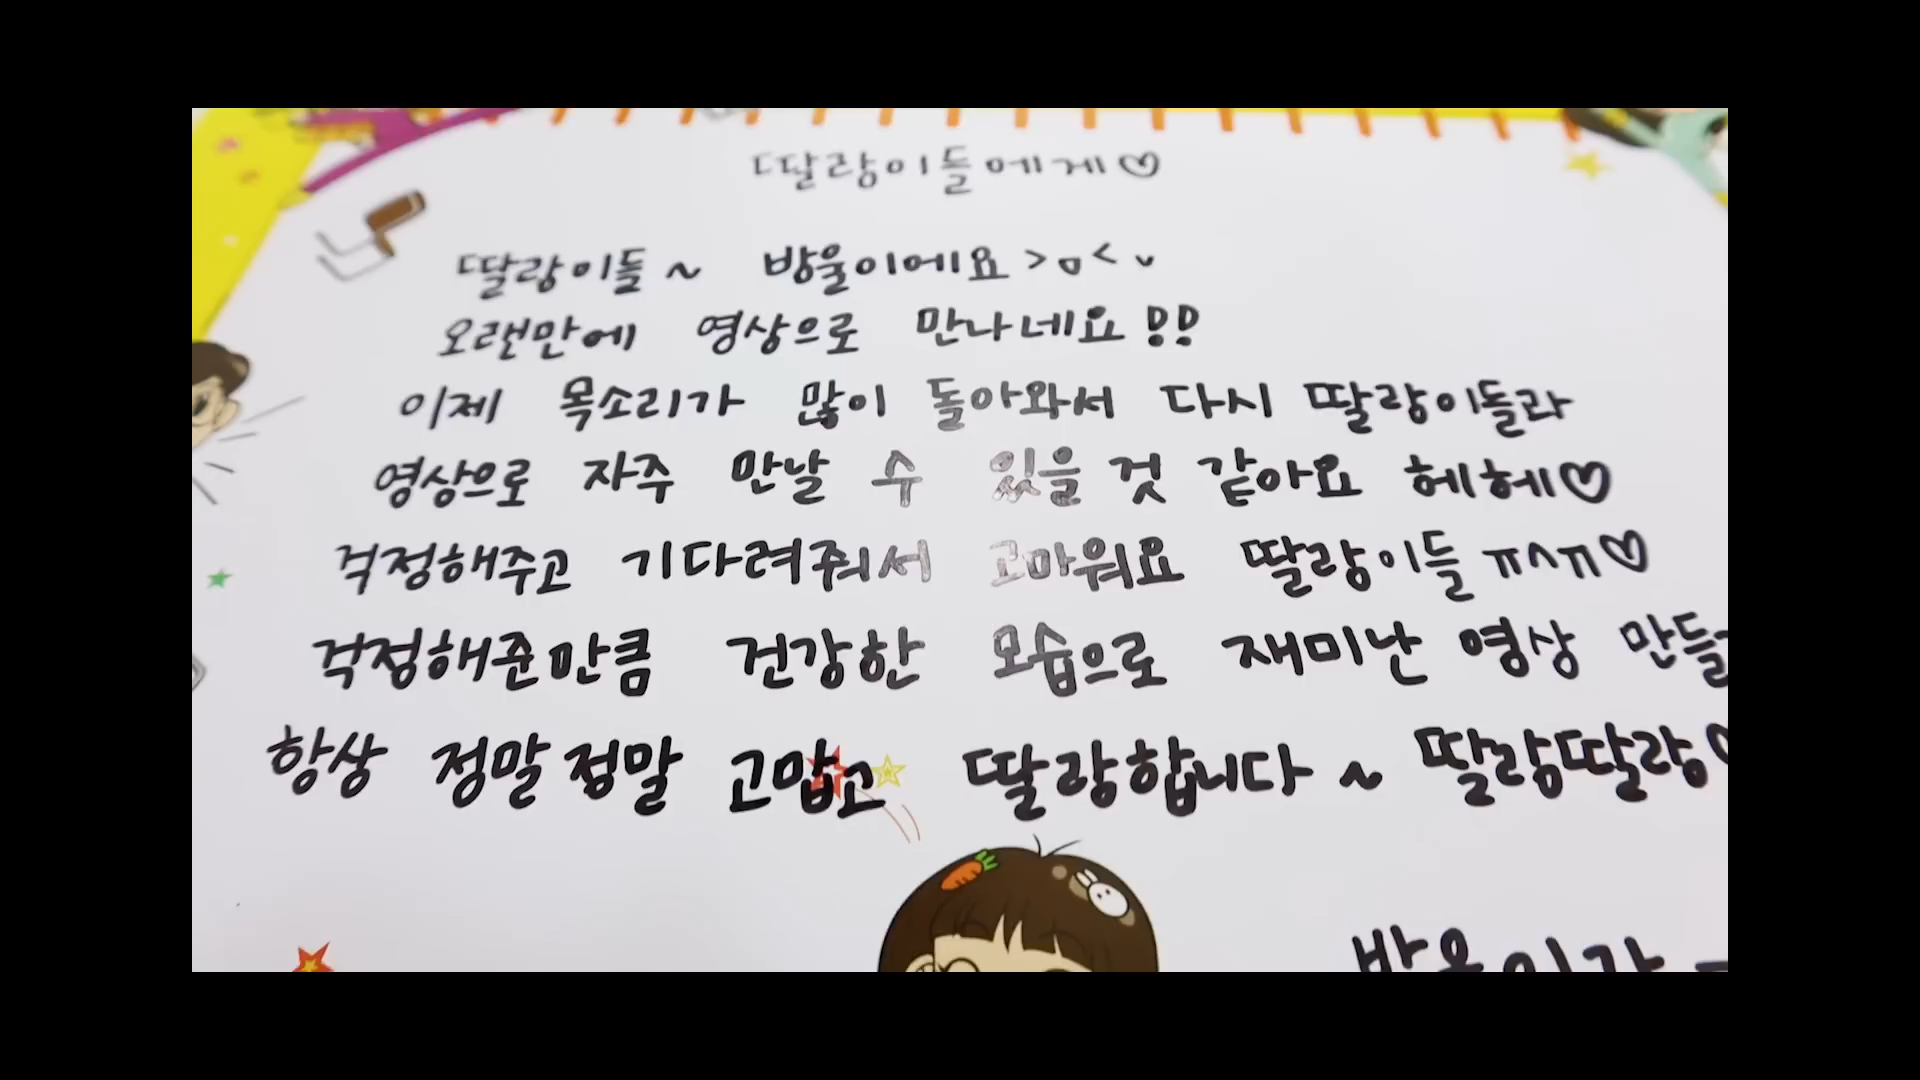 딸랑이들에게♡
딸랑이들~ 방울이에요>ㅁ<
오랜만에 영상으로 만나네요!!
이제 목소리가 많이 돌아와서 다시 딸랑이들과
영상으로 자주 만날 수 있을 것 같아요 헤헤♡
걱정해주고 기다려줘서 고마워요 딸랑이들ㅠㅅㅠ♡
걱정해준만큼 건강한 모습으로 재미난 영상
항상 정말정말 고맙고 딸랑합니다~ 딸랑딸랑♡